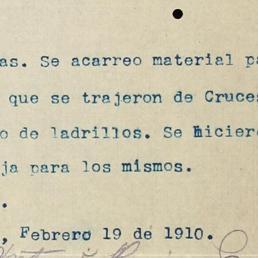 as. Se acarreo material pa
que se trajeron de Cruces
o de ladrillos. Se hiciero
ja para los mismos.
.
, Febrero 19 de 1910.